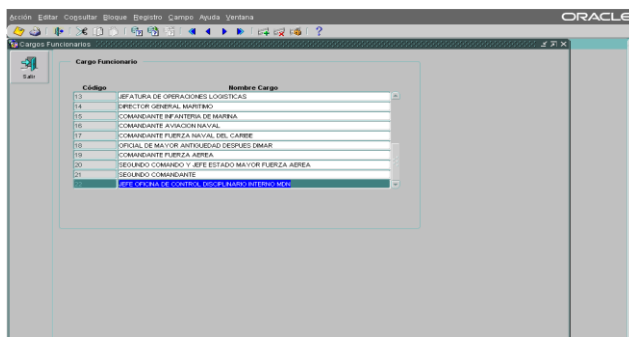 Acción Editar Consultar Bloque Registro Campo Ayuda Ventana
ORACLE
Cargos Funcionarios
Salir
Cargo Funcionario
Código Nombre Cargo
13 JEFATURA DE OPERACIONES LOGISTICAS
14 DIRECTOR GENERAL MARITIMO
15 COMANDANTE INFANTERIA DE MARINA
16 COMANDANTE AVIACION NAVAL
17 COMANDANTE FUERZA NAVAL DEL CARIBE
18 OFICIAL DE MAYOR ANTIGUEDAD DESPUES DIMAR
19 COMANDANTE FUERZA AEREA
20 SEGUNDO COMANDO Y JEFE ESTADO MAYOR FUERZA AEREA
21 SEGUNDO COMANDANTE
22 JEFE OFICINA DE CONTROL DISCIPLINARIO INTERNO MDN